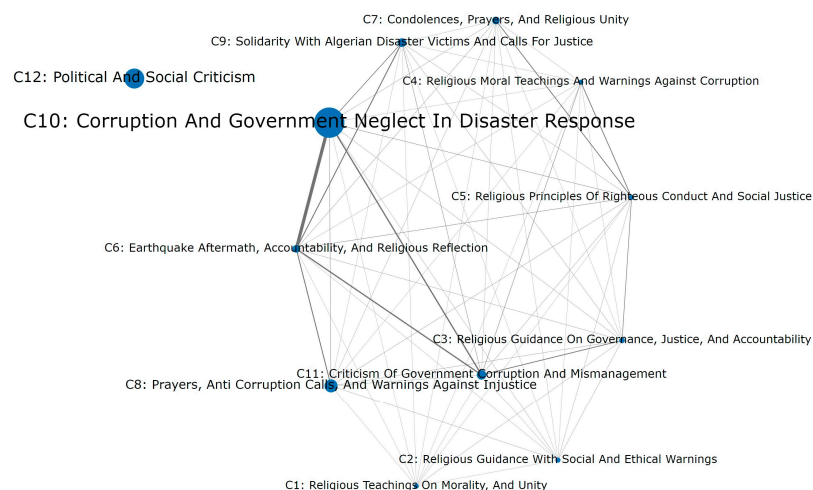 C7: Condolences, Prayers, And Religious Unity
C9: Solidarity With Algerian Disaster Victims And Calls For Justice
C12: Political And Social Criticism
C4: Religious Moral Teachings And Warnings Against Corruption
C10: Corruption And Government Neglect In Disaster Response
C5: Religious Principles Of Righteous Conduct And Social Justice
C6: Earthquake Aftermath, Accountability, And Religious Reflection
C3: Religious Guidance On Governance, Justice, And Accountability
C11: Criticism Of Government Corruption And Mismanagement
C8: Prayers, Anti Corruption Calls, And Warnings Against Injustice
C2: Religious Guidance With Social And Ethical Warnings
C1: Religious Teachings On Morality, And Unity